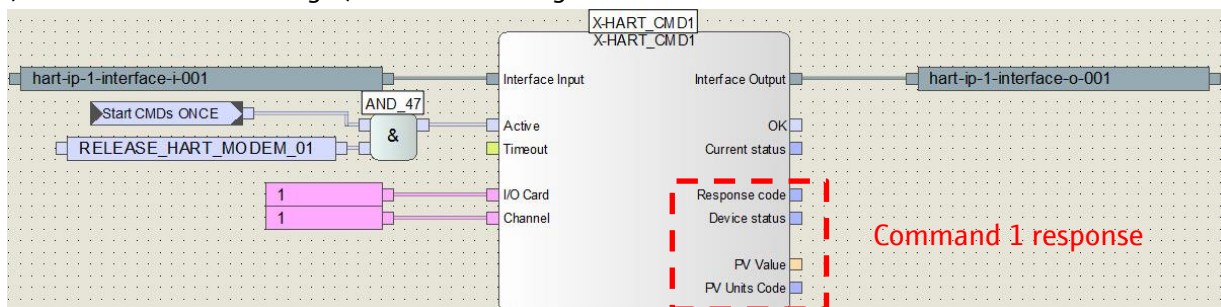 X-HART_CMD1
X-HART_CMD1
hart-ip-1-interface-i-001
Interface Input
Interface Output
hart-ip-1-interface-o-001
Start CMDs ONCE
AND_47
&
Active
OK
RELEASE_HART_MODEM_01
Timeout
Current status
1
I/O Card
Response code
1
Channel
Device status
Command 1 response
PV Value
PV Units Code